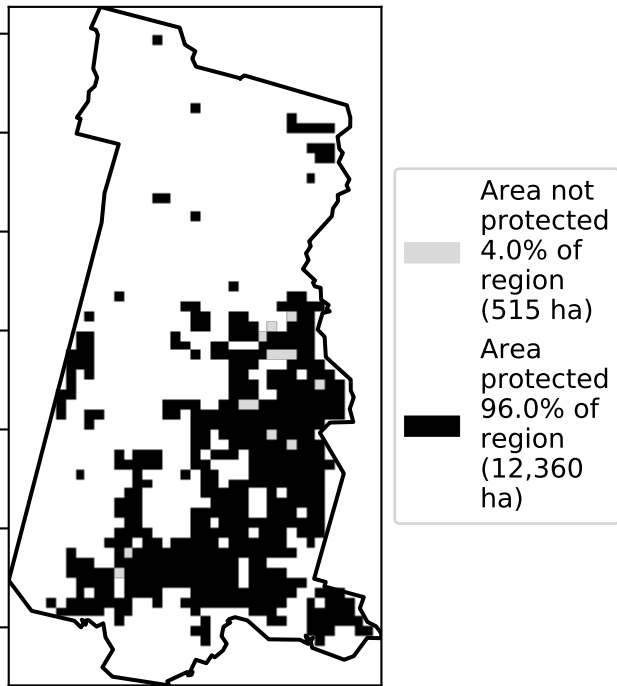 Area not
protected
4.0% of
region
(515 ha)
Area
protected
96.0% of
region
(12,360
ha)